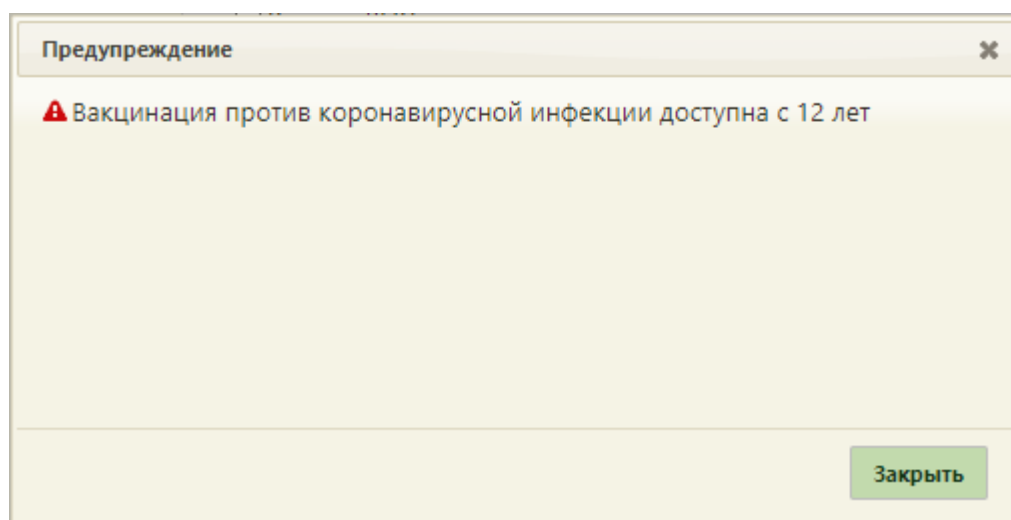 Предупреждение
Вакцинация против коронавирусной инфекции доступна с 12 лет
Закрыть